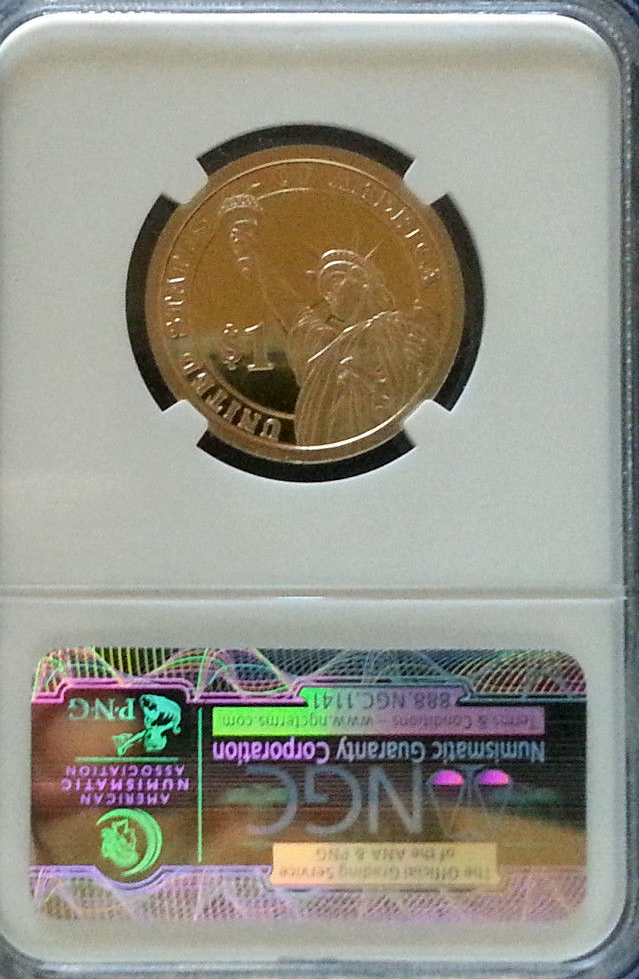 UNITED STATES OF AMERICA
$1
The Official Grading Service
of the ANA & PNG
NGC
Numismatic Guaranty Corporation
Terms & Conditions – www.ngcterms.com
888.NGC.1141
AMERICAN
NUMISMATIC
ASSOCIATION
PNG